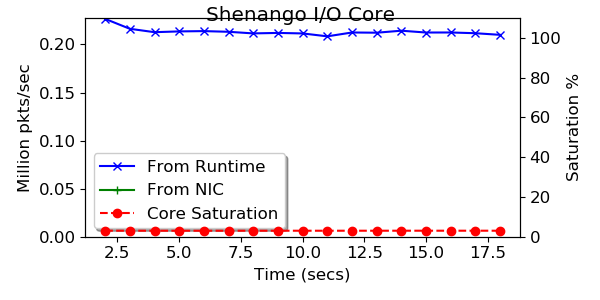 Shenango I/O Core
Million pkts/sec
0.20
0.15
0.10
0.05
0.00
From Runtime
From NIC
Core Saturation
100
80
60
40
20
0
Saturation %
2.5 5.0 7.5 10.0 12.5 15.0 17.5
Time (secs)